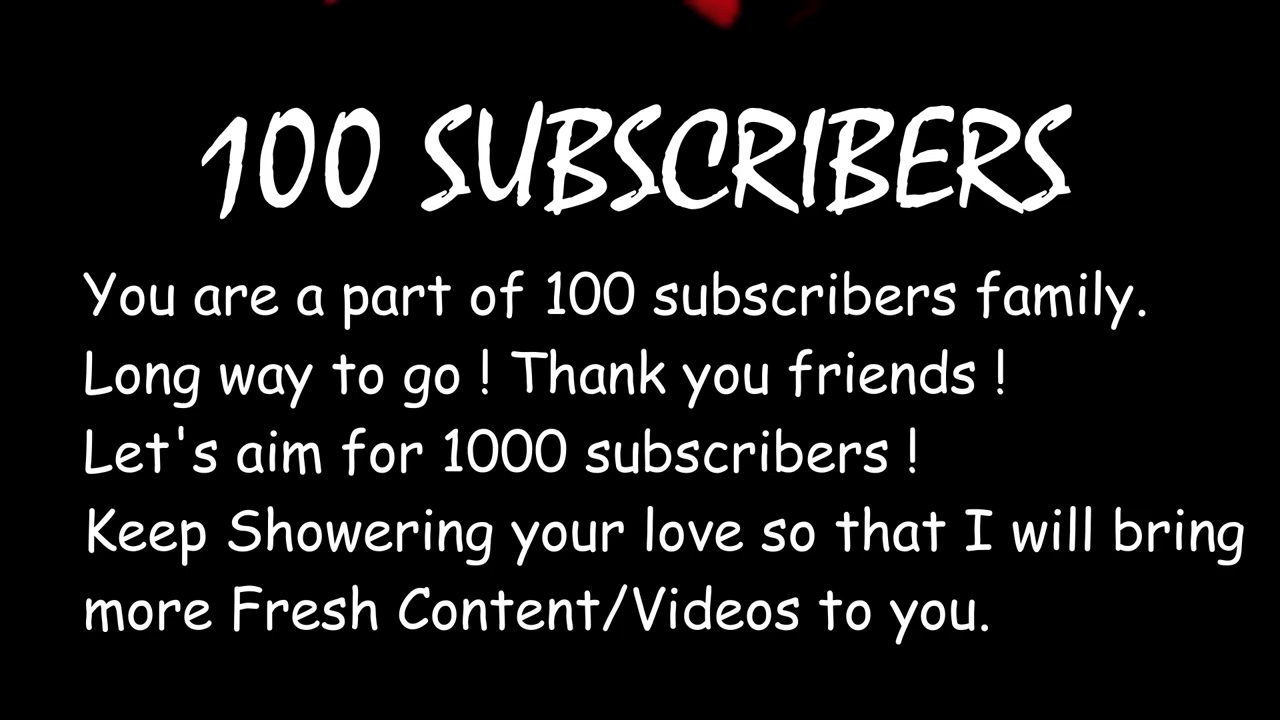 100 SUBSCRIBERS
You are a part of 100 subscribers family.
Long way to go ! Thank you friends !
Let's aim for 1000 subscribers !
Keep Showering your love so that I will bring
more Fresh Content/Videos to you.